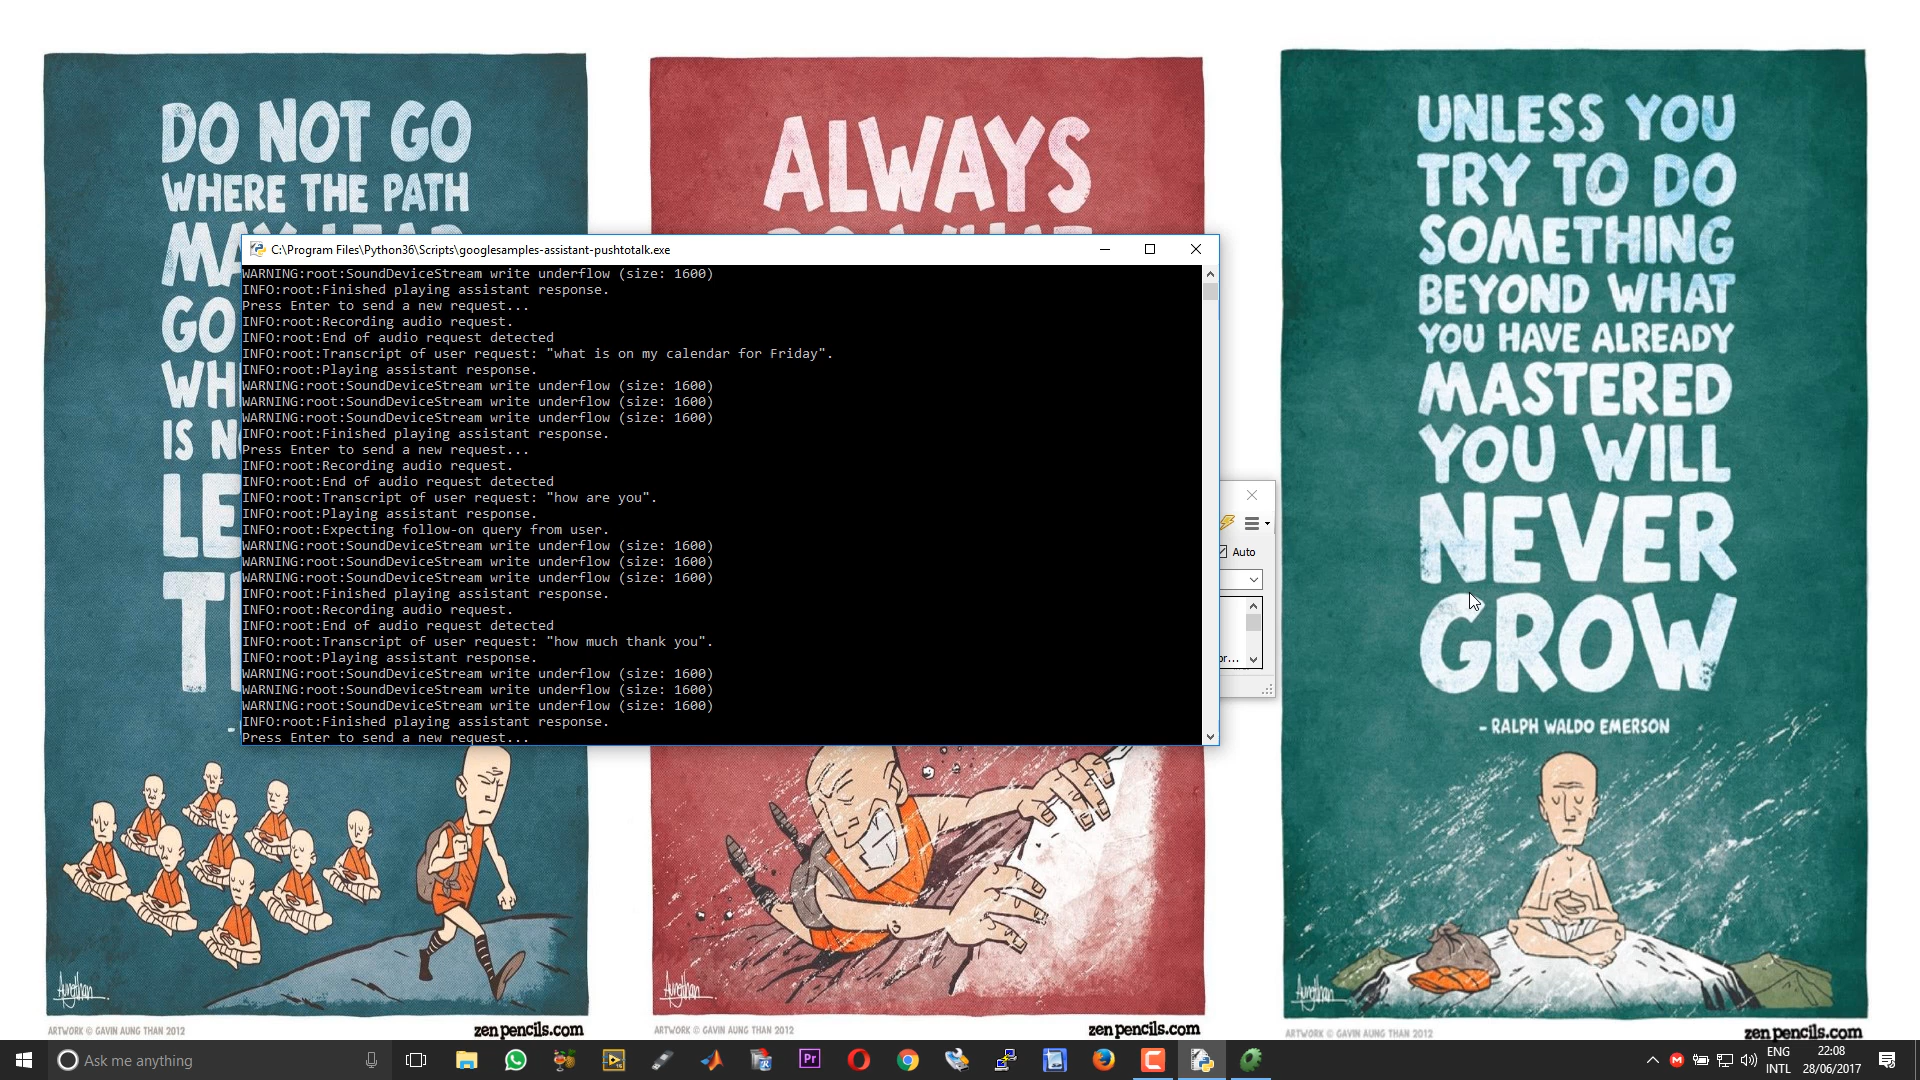 DO NOT GO
WHERE THE PATH
MAY LEAD
GO
WH
IS N
LE
T
ALWAYS
DO WHAT
UNLESS YOU
TRY TO DO
SOMETHING
BEYOND WHAT
YOU HAVE ALREADY
MASTERED
YOU WILL
NEVER
GROW
- RALPH WALDO EMERSON
C:\Program Files\Python36\Scripts\googlesamples-assistant-pushtotalk.exe
WARNING:root:SoundDeviceStream write underflow (size: 1600)
INFO:root:Finished playing assistant response.
Press Enter to send a new request...
INFO:root:Recording audio request.
INFO:root:End of audio request detected
INFO:root:Transcript of user request: "what is on my calendar for Friday".
INFO:root:Playing assistant response.
WARNING:root:SoundDeviceStream write underflow (size: 1600)
WARNING:root:SoundDeviceStream write underflow (size: 1600)
WARNING:root:SoundDeviceStream write underflow (size: 1600)
INFO:root:Finished playing assistant response.
Press Enter to send a new request...
INFO:root:Recording audio request.
INFO:root:End of audio request detected
INFO:root:Transcript of user request: "how are you".
INFO:root:Playing assistant response.
INFO:root:Expecting follow-on query from user.
WARNING:root:SoundDeviceStream write underflow (size: 1600)
WARNING:root:SoundDeviceStream write underflow (size: 1600)
WARNING:root:SoundDeviceStream write underflow (size: 1600)
INFO:root:Finished playing assistant response.
INFO:root:Recording audio request.
INFO:root:End of audio request detected
INFO:root:Transcript of user request: "how much thank you".
INFO:root:Playing assistant response.
WARNING:root:SoundDeviceStream write underflow (size: 1600)
WARNING:root:SoundDeviceStream write underflow (size: 1600)
WARNING:root:SoundDeviceStream write underflow (size: 1600)
INFO:root:Finished playing assistant response.
Press Enter to send a new request...
Auto
or...
ARTWORK © GAVIN AUNG THAN 2012
zenpencils.com
ARTWORK © GAVIN AUNG THAN 2012
zenpencils.com
ARTWORK © GAVIN AUNG THAN 2012
zenpencils.com
Ask me anything
Pr
ENG
INTL
22:08
28/06/2017